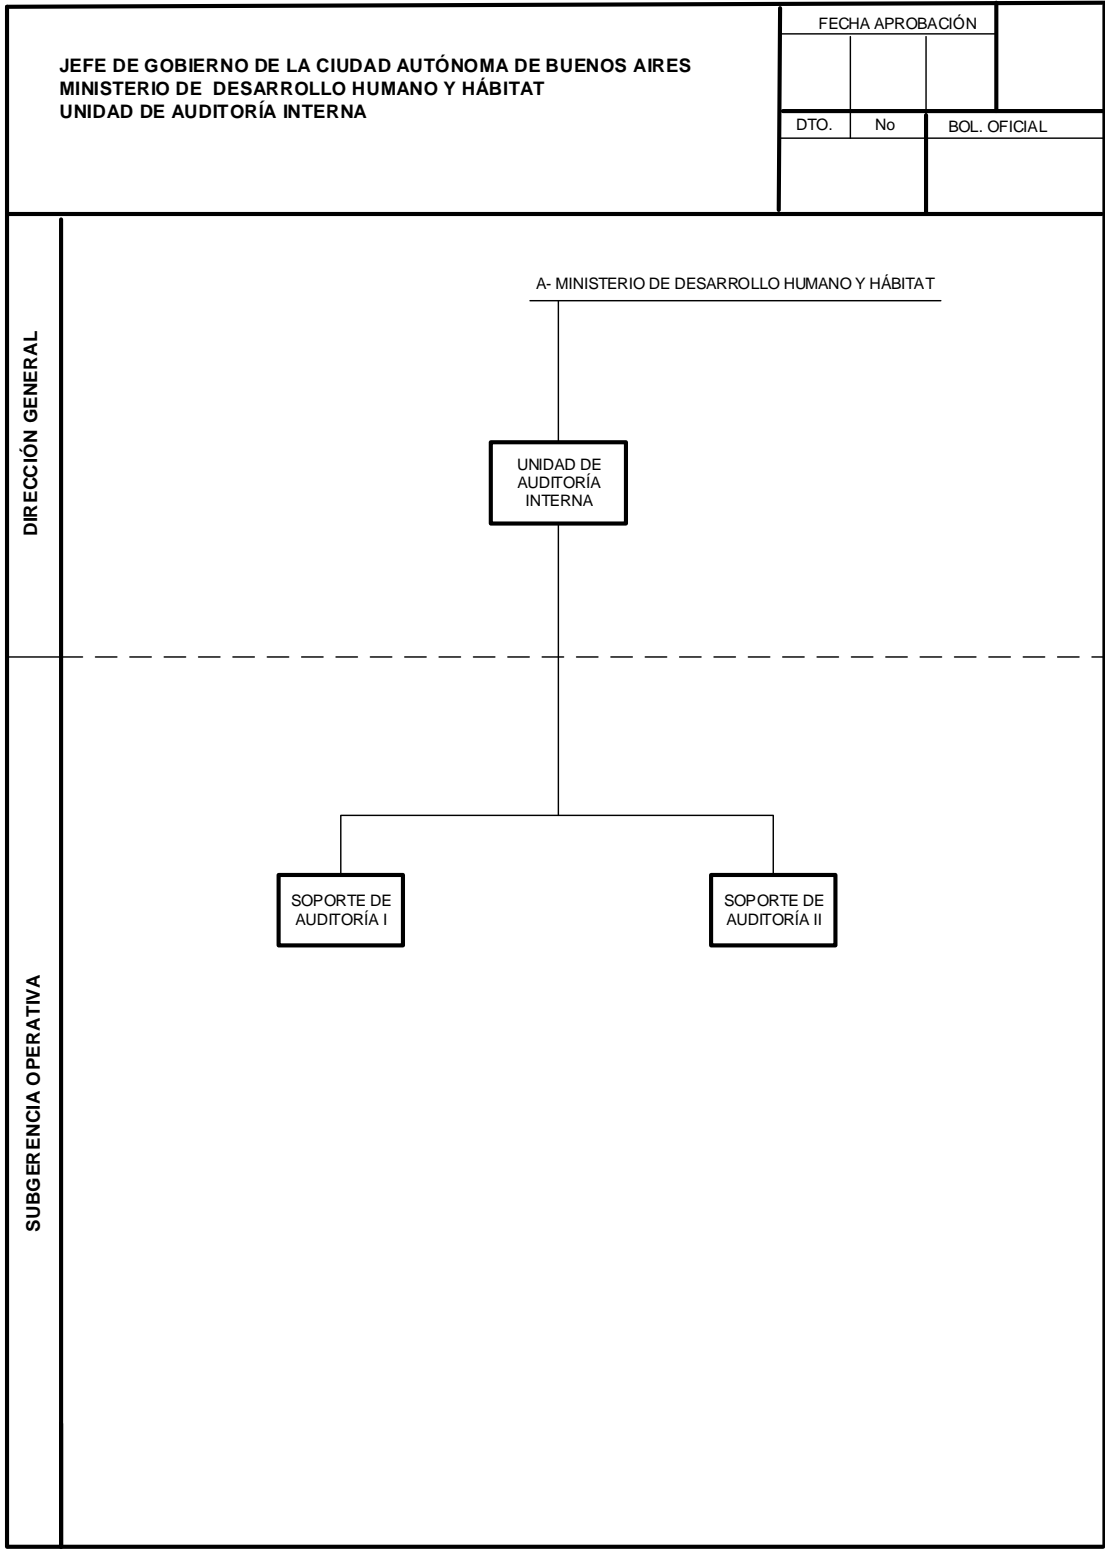 JEFE DE GOBIERNO DE LA CIUDAD AUTÓNOMA DE BUENOS AIRES
MINISTERIO DE DESARROLLO HUMANO Y HÁBITAT
UNIDAD DE AUDITORÍA INTERNA
FECHA APROBACIÓN
DTO. No BOL. OFICIAL
DIRECCIÓN GENERAL
A- MINISTERIO DE DESARROLLO HUMANO Y HÁBITAT
UNIDAD DE
AUDITORÍA
INTERNA
SUBGERENCIA OPERATIVA
SOPORTE DE
AUDITORÍA I
SOPORTE DE
AUDITORÍA II